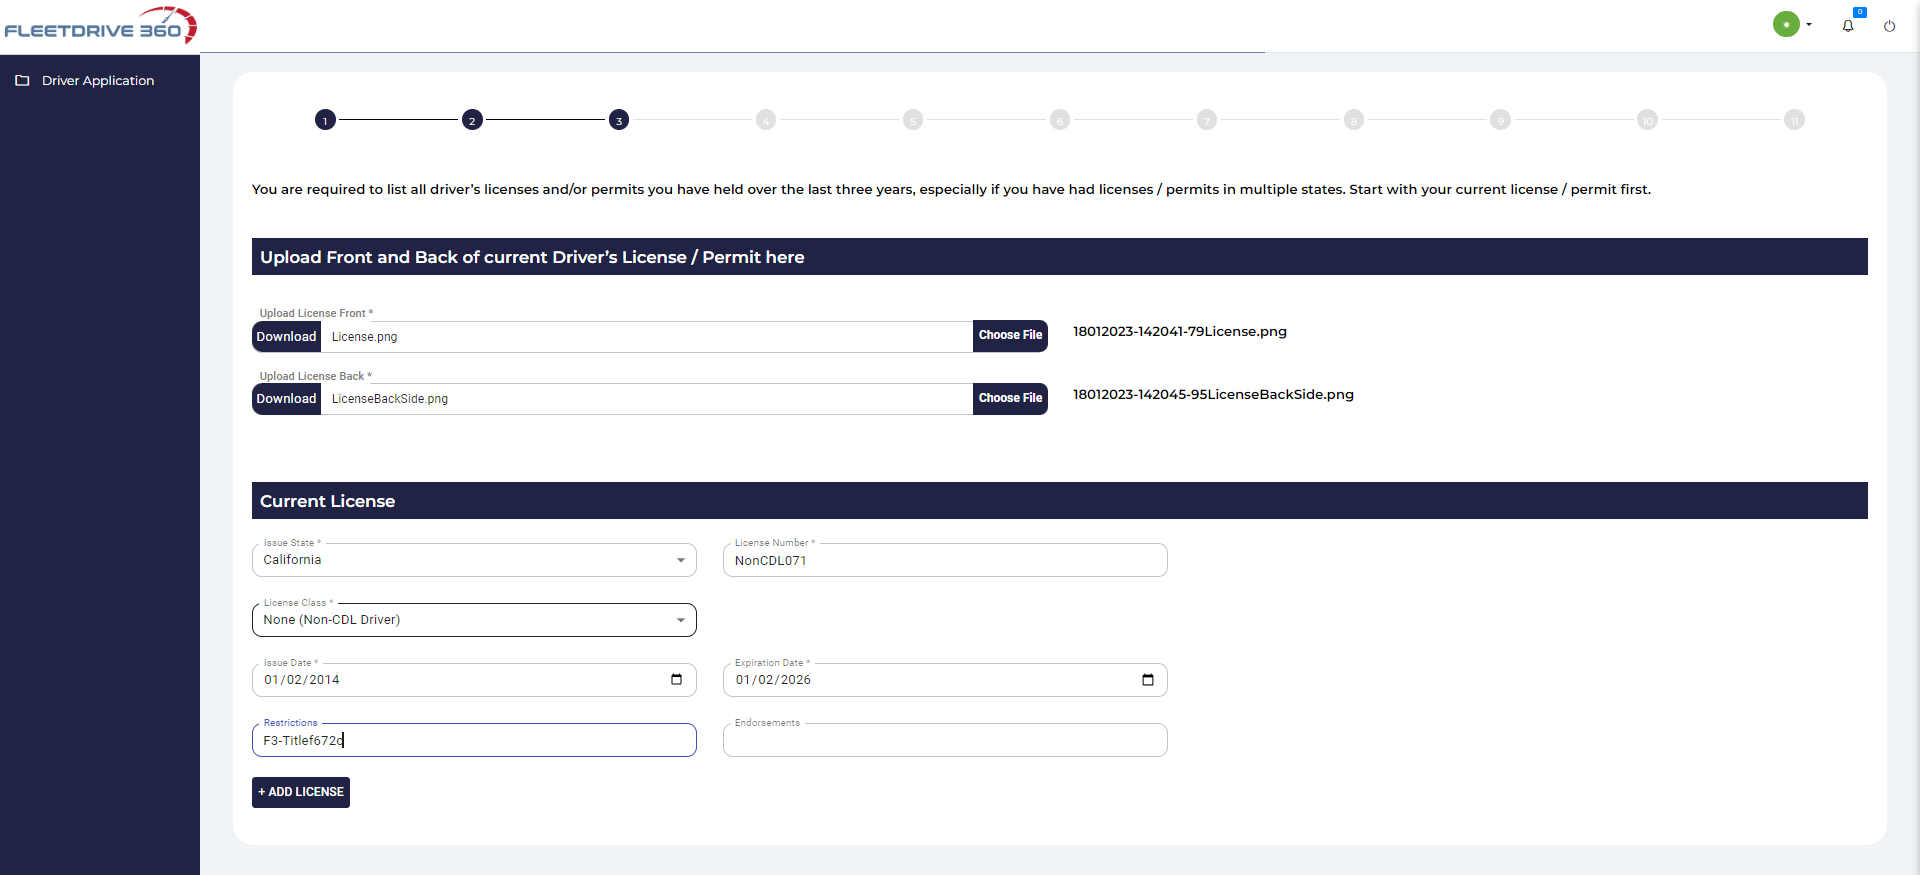 FLEETDRIVE 360
0
Driver Application
1 2 3 4 5 6 7 8 9 10 11
You are required to list all driver’s licenses and/or permits you have held over the last three years, especially if you have had licenses / permits in multiple states. Start with your current license / permit first.
Upload Front and Back of current Driver’s License / Permit here
Upload License Front *
Download License.png Choose File 18012023-142041-79License.png
Upload License Back *
Download LicenseBackSide.png Choose File 18012023-142045-95LicenseBackSide.png
Current License
Issue State * License Number *
California NonCDL071
License Class *
None (Non-CDL Driver)
Issue Date * Expiration Date *
01/02/2014 01/02/2026
Restrictions Endorsements
F3-Titlef672d
+ ADD LICENSE